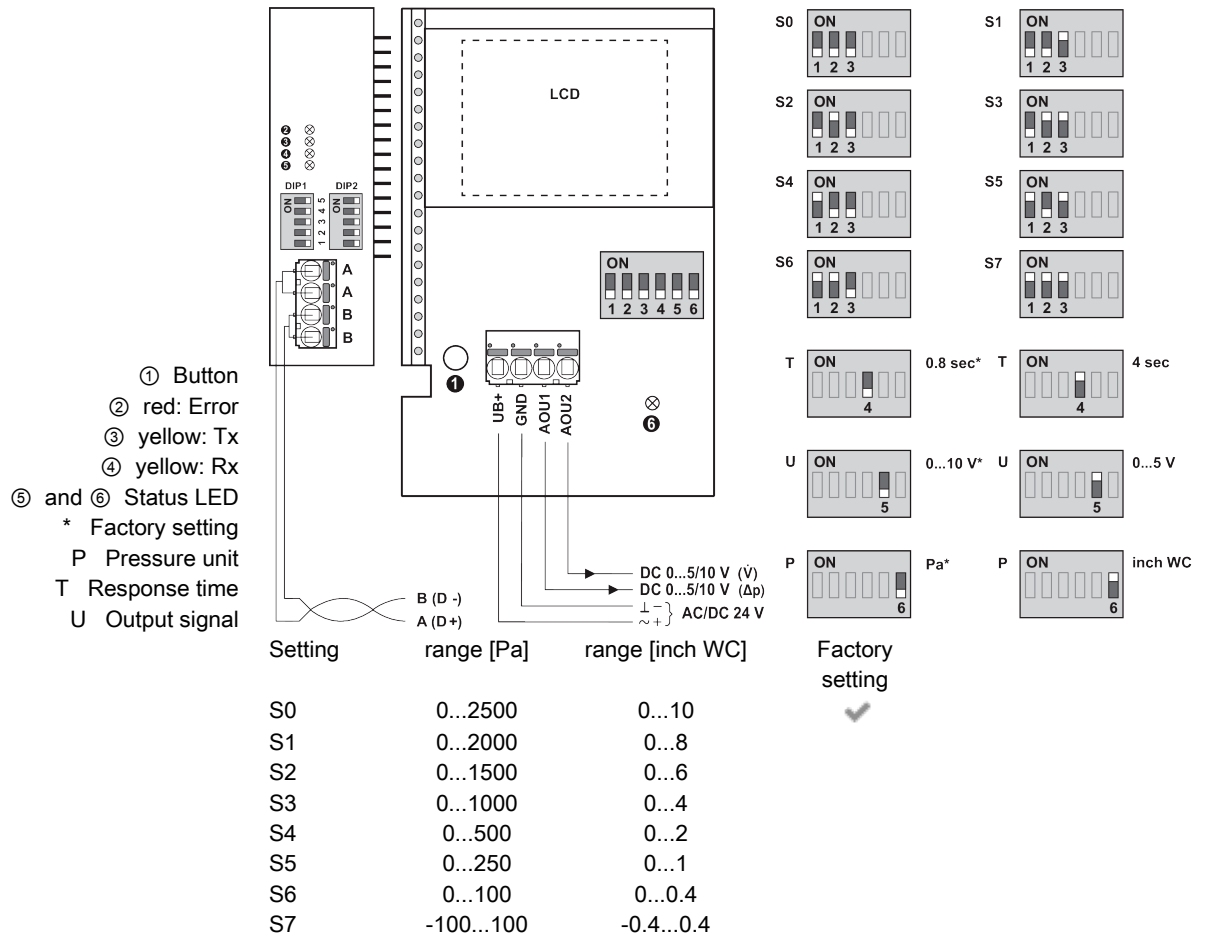 LCD
❷
❸
❹
❺
DIP1 DIP2
ON ON
1 2 3 4 5
A
A
B
B
ON
1 2 3 4 5 6
❶
❻
UB+
GND
AOU1
AOU2
DC 0...5/10 V (V̇)
DC 0...5/10 V (Δp)
⊥ −
~ + } AC/DC 24 V
B (D -)
A (D+)
① Button
② red: Error
③ yellow: Tx
④ yellow: Rx
⑤ and ⑥ Status LED
* Factory setting
P Pressure unit
T Response time
U Output signal
S0 ON
1 2 3
S1 ON
1 2 3
S2 ON
1 2 3
S3 ON
1 2 3
S4 ON
1 2 3
S5 ON
1 2 3
S6 ON
1 2 3
S7 ON
1 2 3
T ON 0.8 sec*
4
T ON 4 sec
4
U ON 0...10 V*
5
U ON 0...5 V
5
P ON Pa*
6
P ON inch WC
6
Setting range [Pa] range [inch WC] Factory
setting
S0 0...2500 0...10 ✔
S1 0...2000 0...8
S2 0...1500 0...6
S3 0...1000 0...4
S4 0...500 0...2
S5 0...250 0...1
S6 0...100 0...0.4
S7 -100...100 -0.4...0.4